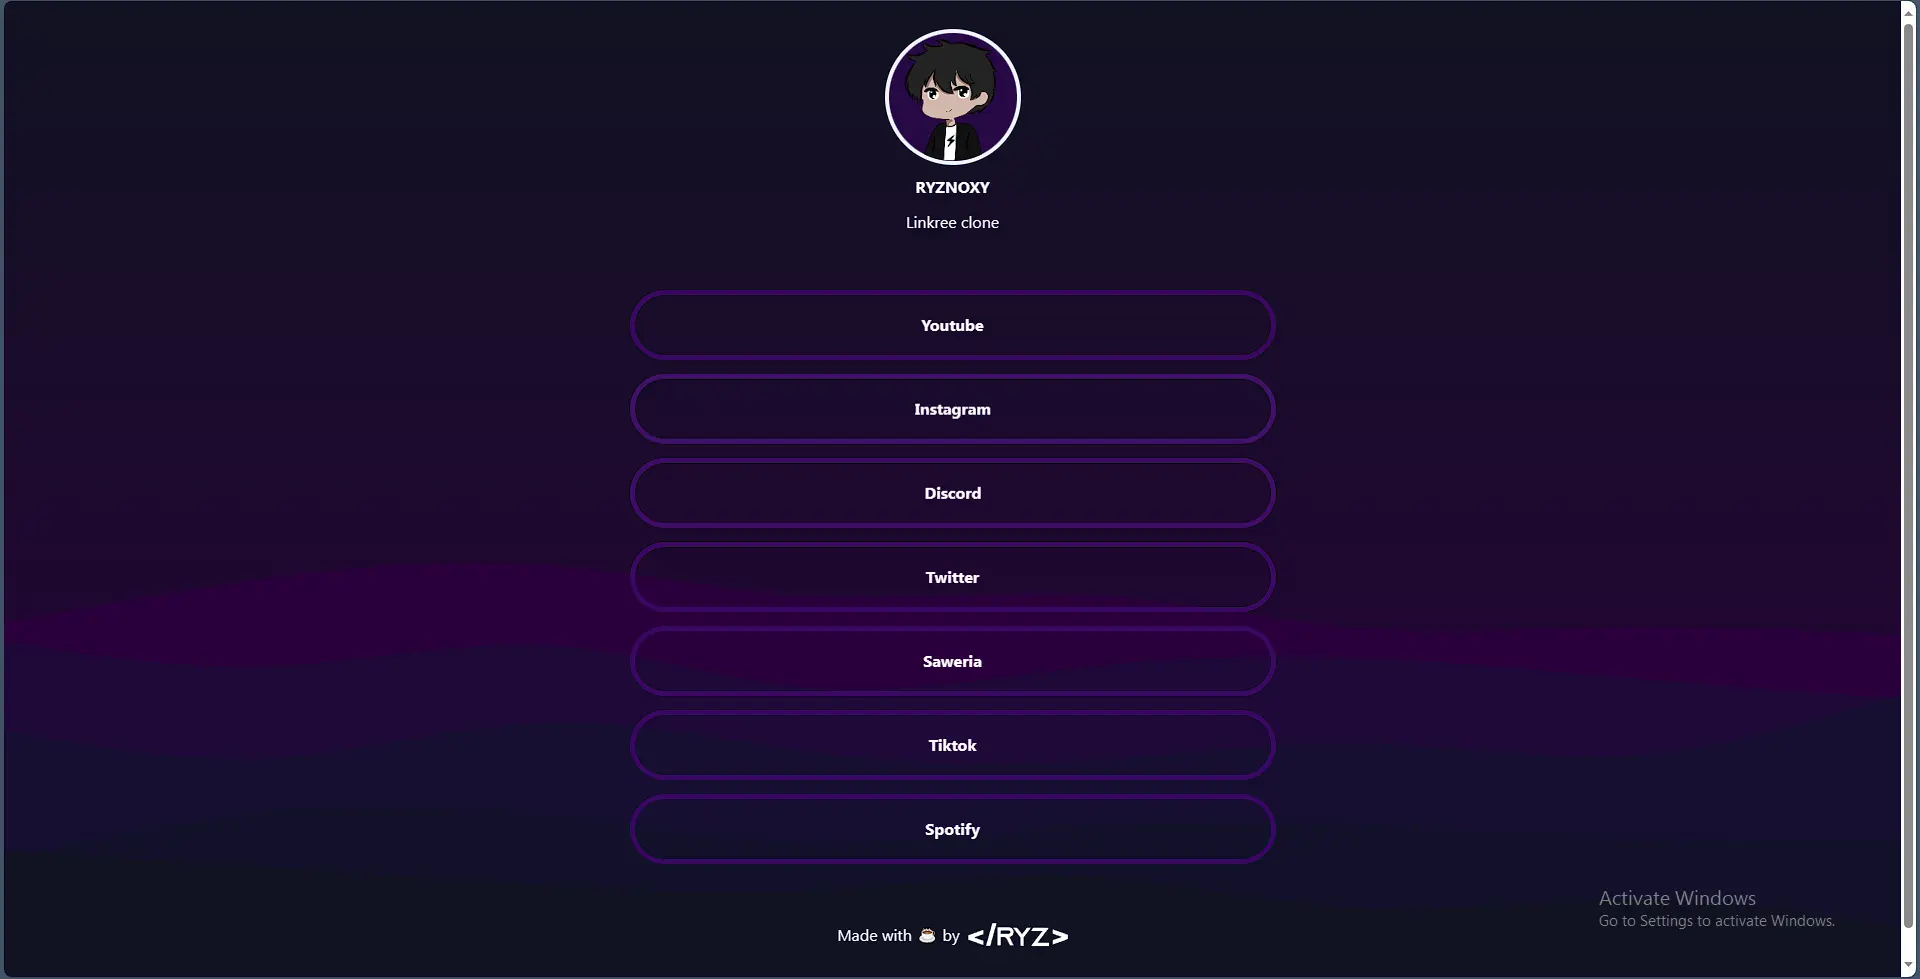 RYZNOXY
Linkree clone
Youtube
Instagram
Discord
Twitter
Saweria
Tiktok
Spotify
Activate Windows
Go to Settings to activate Windows.
Made with ☕ by </RYZ>